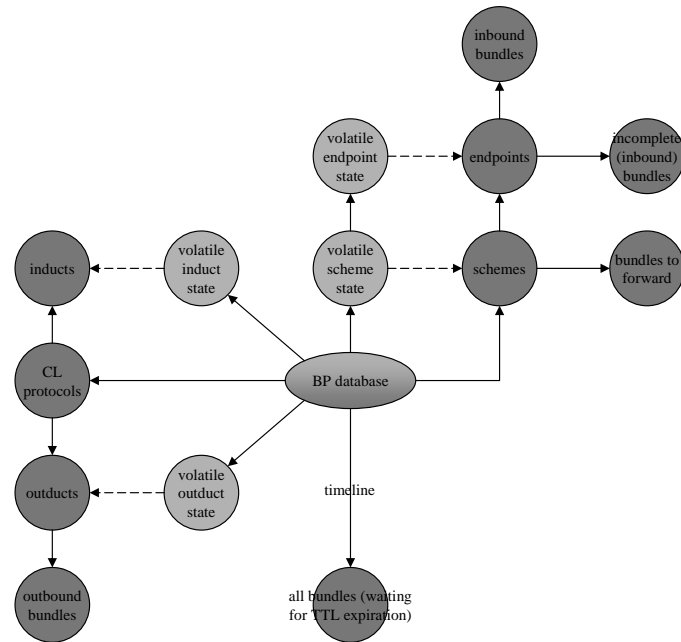 inbound
bundles
volatile
endpoint
state
endpoints
incomplete
(inbound)
bundles
inducts
volatile
induct
state
volatile
scheme
state
schemes
bundles to
forward
CL
protocols
BP database
outducts
volatile
outduct
state
timeline
outbound
bundles
all bundles (waiting
for TTL expiration)